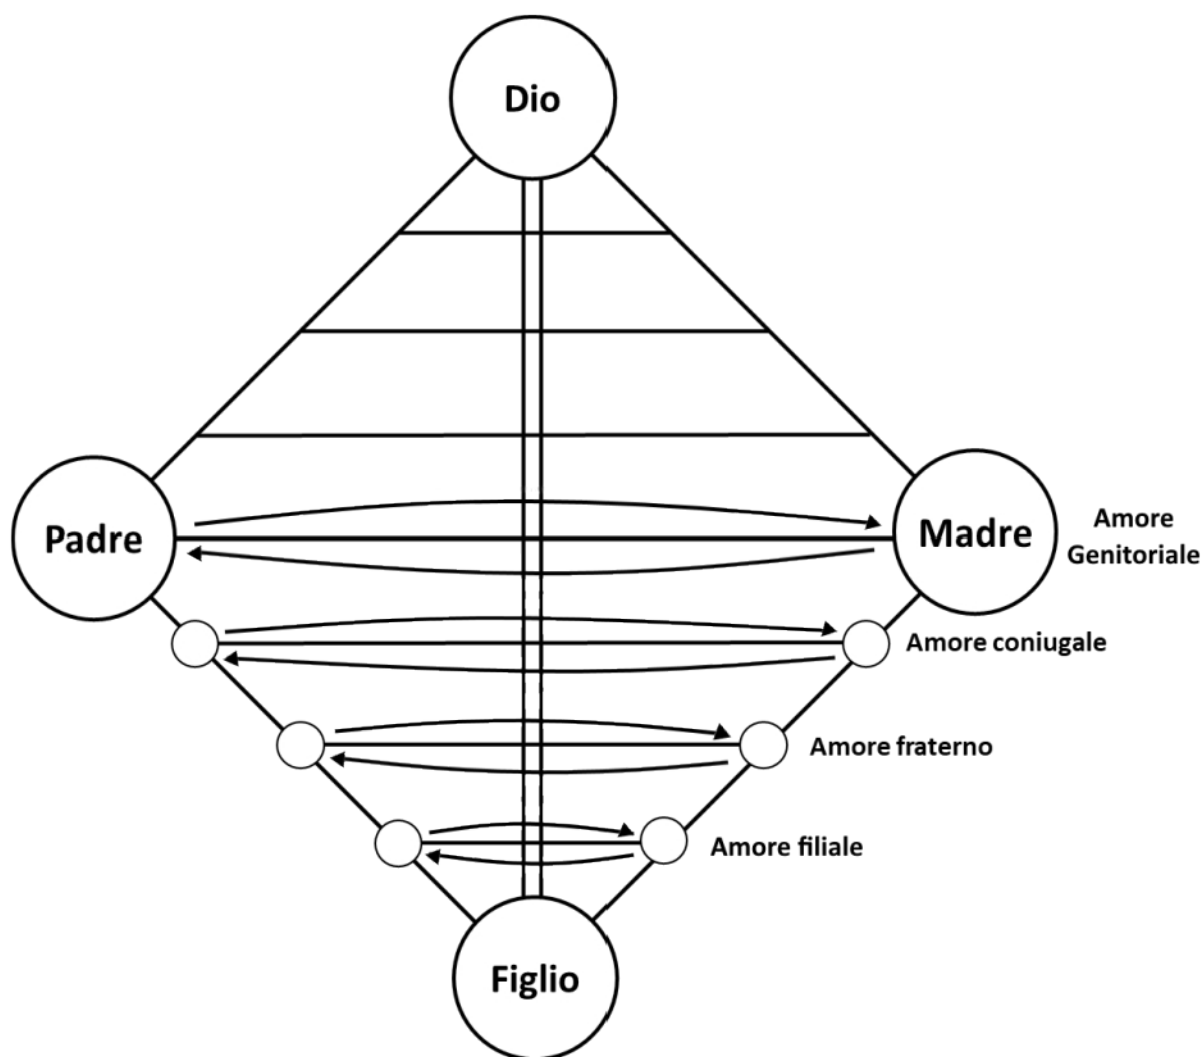 Dio
Padre
Madre
Amore
Genitoriale
Amore coniugale
Amore fraterno
Amore filiale
Figlio